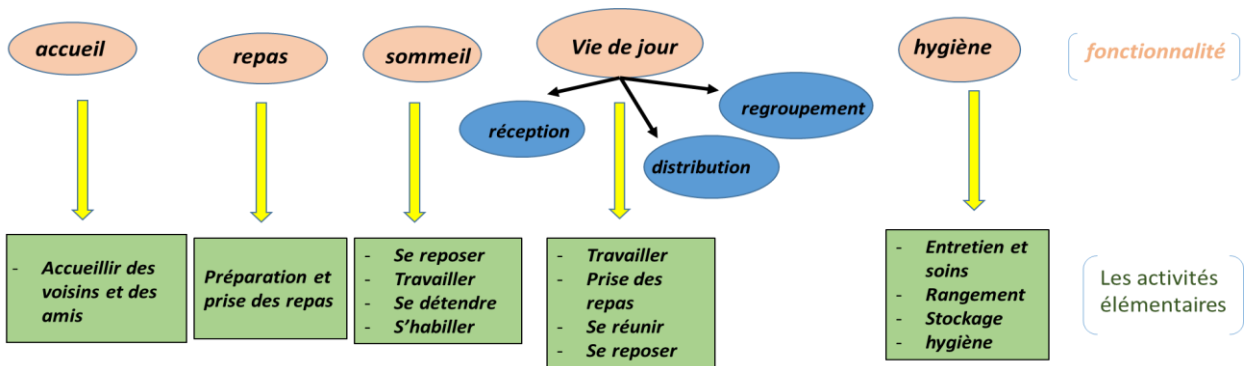 accueil
repas
sommeil
Vie de jour
hygiène
fonctionnalité
réception
distribution
regroupement
- Accueillir des
voisins et des
amis
Préparation et
prise des repas
- Se reposer
- Travailler
- Se détendre
- S'habiller
- Travailler
- Prise des
repas
- Se réunir
- Se reposer
- Entretien et
soins
- Rangement
- Stockage
- hygiène
Les activités
élémentaires